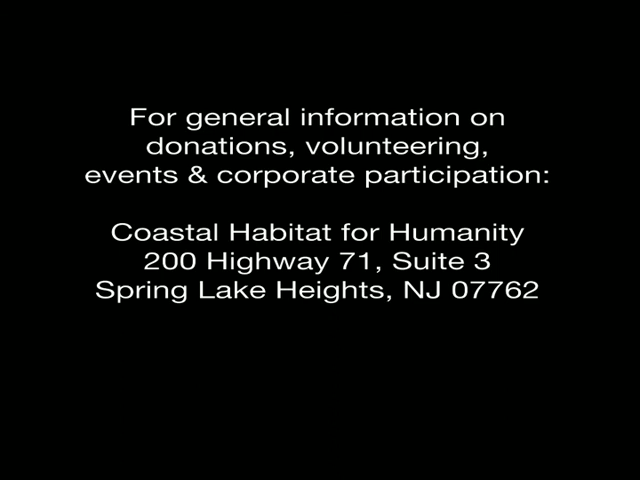 For general information on
donations, volunteering,
events & corporate participation:
Coastal Habitat for Humanity
200 Highway 71, Suite 3
Spring Lake Heights, NJ 07762